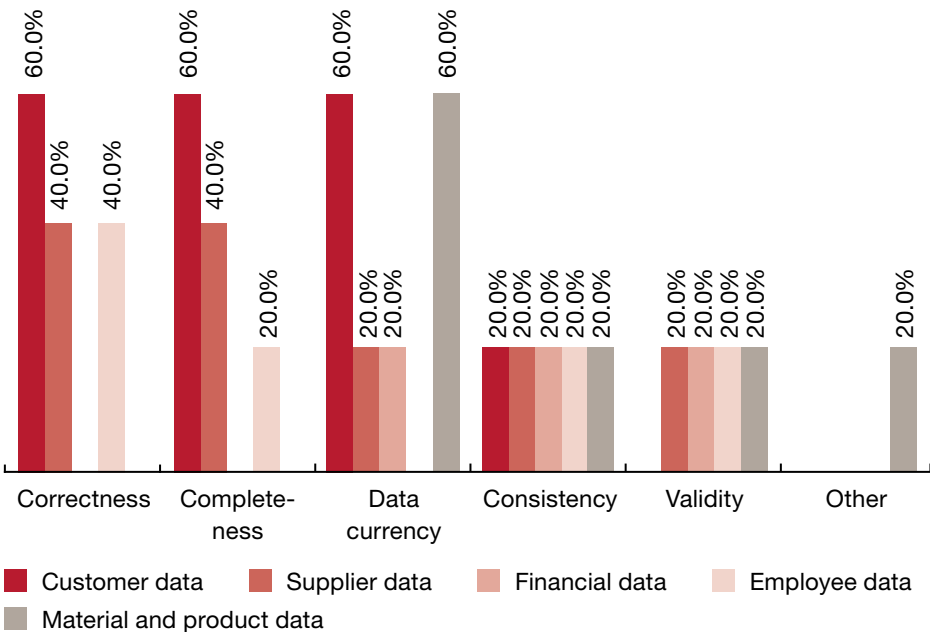 60.0%
40.0%
40.0%
60.0%
40.0%
20.0%
60.0%
20.0%
20.0%
60.0%
20.0%
20.0%
20.0%
20.0%
20.0%
20.0%
20.0%
20.0%
20.0%
20.0%
Correctness
Complete-
ness
Data
currency
Consistency
Validity
Other
Customer data
Supplier data
Financial data
Employee data
Material and product data